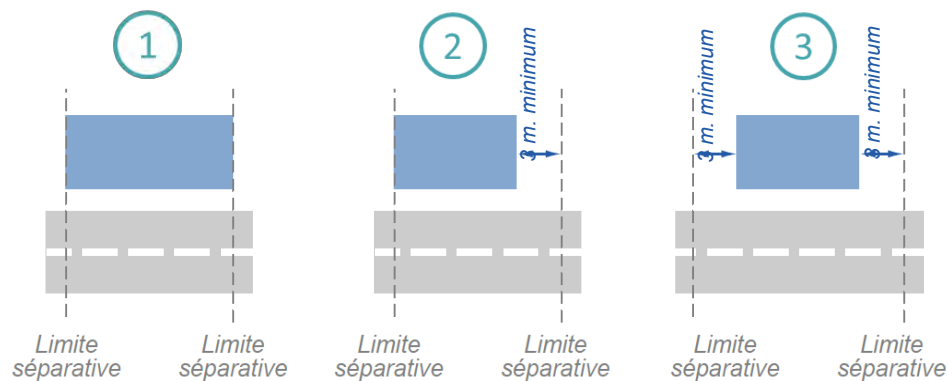 1
2
3
3 m. minimum
3 m. minimum
3 m. minimum
Limite
séparative
Limite
séparative
Limite
séparative
Limite
séparative
Limite
séparative
Limite
séparative